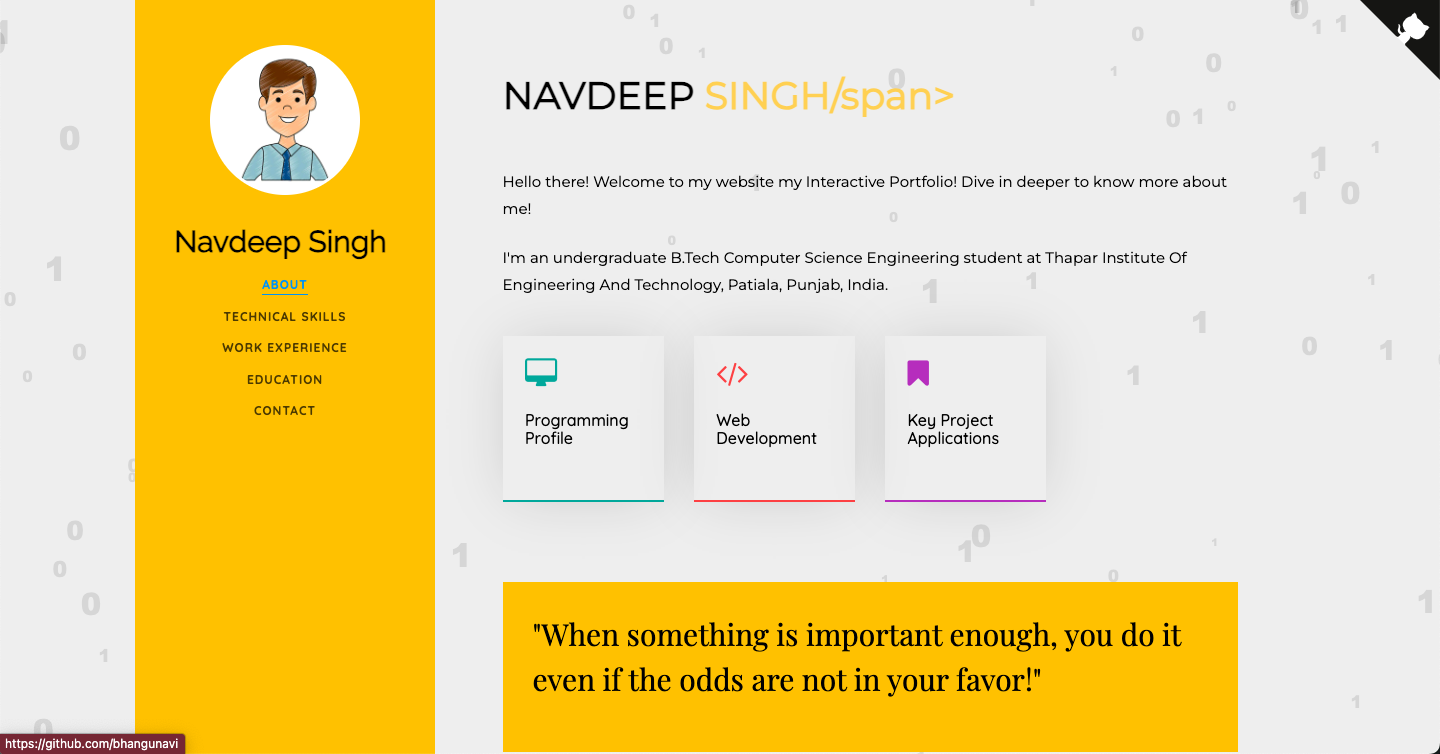 Navdeep Singh
ABOUT
TECHNICAL SKILLS
WORK EXPERIENCE
EDUCATION
CONTACT
NAVDEEP SINGH/span>
Hello there! Welcome to my website my Interactive Portfolio! Dive in deeper to know more about
me!
I'm an undergraduate B.Tech Computer Science Engineering student at Thapar Institute Of
Engineering And Technology, Patiala, Punjab, India.
Programming
Profile
Web
Development
Key Project
Applications
"When something is important enough, you do it
even if the odds are not in your favor!"
https://github.com/bhangunavi